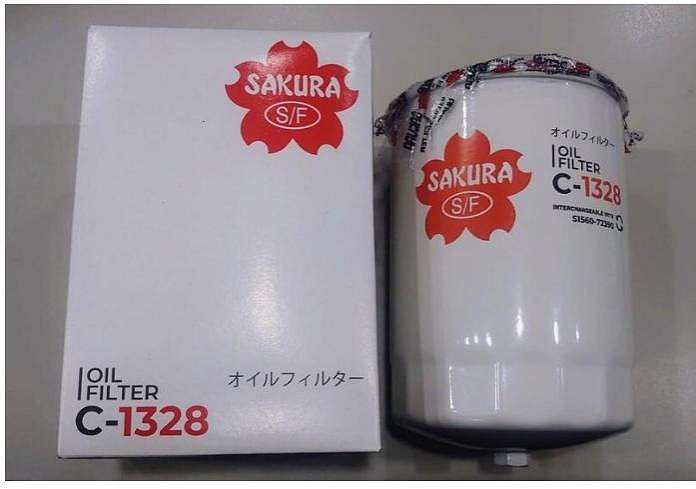 SAKURA
S/F
OIL
FILTER
C-1328
オイルフィルター
オイルフィルター
OIL
FILTER
C-1328
INTERCHANGEABLE WITH
S1560-72390
SAKURA
S/F